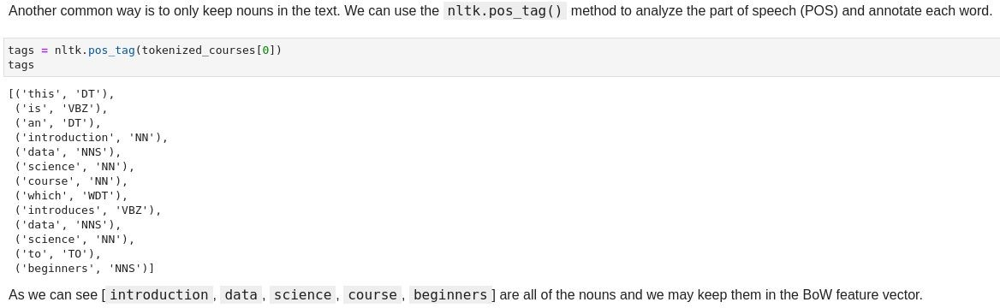 Another common way is to only keep nouns in the text. We can use the nltk.pos_tag() method to analyze the part of speech (POS) and annotate each word.
tags = nltk.pos_tag(tokenized_courses[0])
tags
[('this', 'DT'),
 ('is', 'VBZ'),
 ('an', 'DT'),
 ('introduction', 'NN'),
 ('data', 'NNS'),
 ('science', 'NN'),
 ('course', 'NN'),
 ('which', 'WDT'),
 ('introduces', 'VBZ'),
 ('data', 'NNS'),
 ('science', 'NN'),
 ('to', 'TO'),
 ('beginners', 'NNS')]
As we can see [introduction, data, science, course, beginners] are all of the nouns and we may keep them in the BoW feature vector.